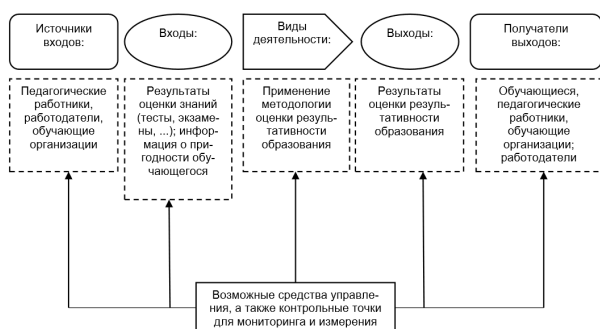 Источники
входов:
Входы:
Виды
деятельности:
Выходы:
Получатели
выходов:
Педагогические
работники,
работодатели,
обучающие
организации
Результаты
оценки знаний
(тесты, экзаме-
ны, ...); инфор-
мация о при-
годности обу-
чающегося
Применение
методологии
оценки резуль-
тативности
образования
Результаты
оценки резуль-
тативности
образования
Обучающиеся,
педагогические
работники,
обучающие
организации;
работодатели
Возможные средства управле-
ния, а также контрольные точки
для мониторинга и измерения